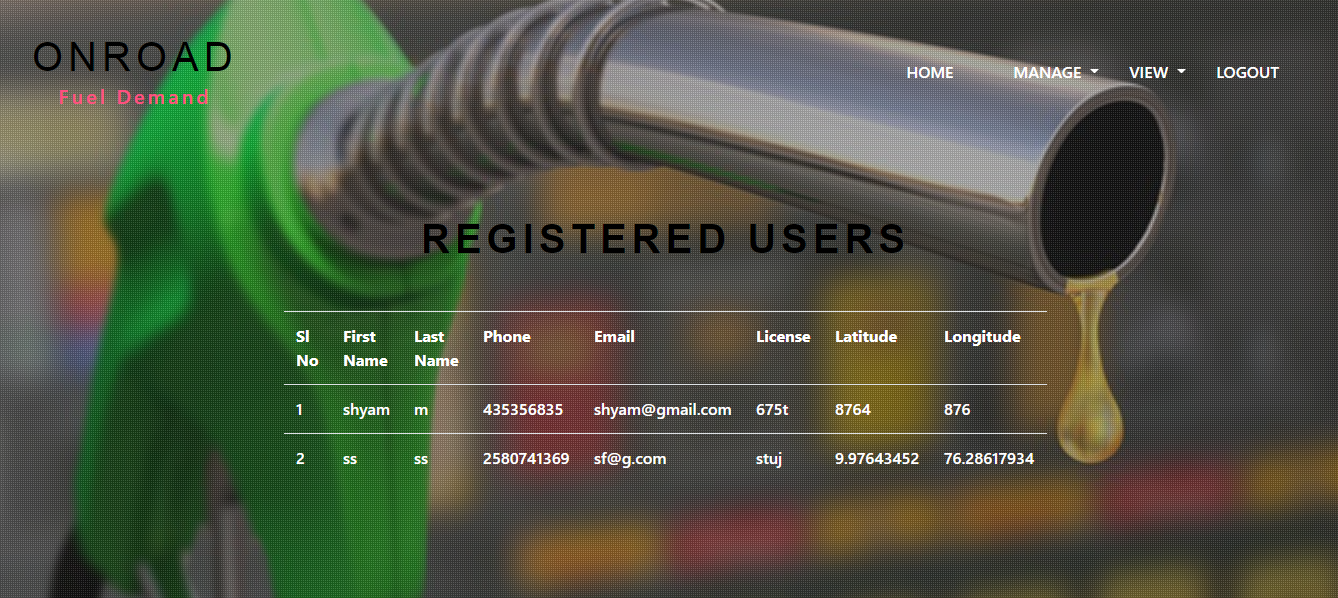 ONROAD
Fuel Demand
HOME MANAGE VIEW LOGOUT
REGISTERED USERS
Sl No First Name Last Name Phone Email License Latitude Longitude
1 shyam m 435356835 shyam@gmail.com 675t 8764 876
2 ss ss 2580741369 sf@g.com stuj 9.97643452 76.28617934